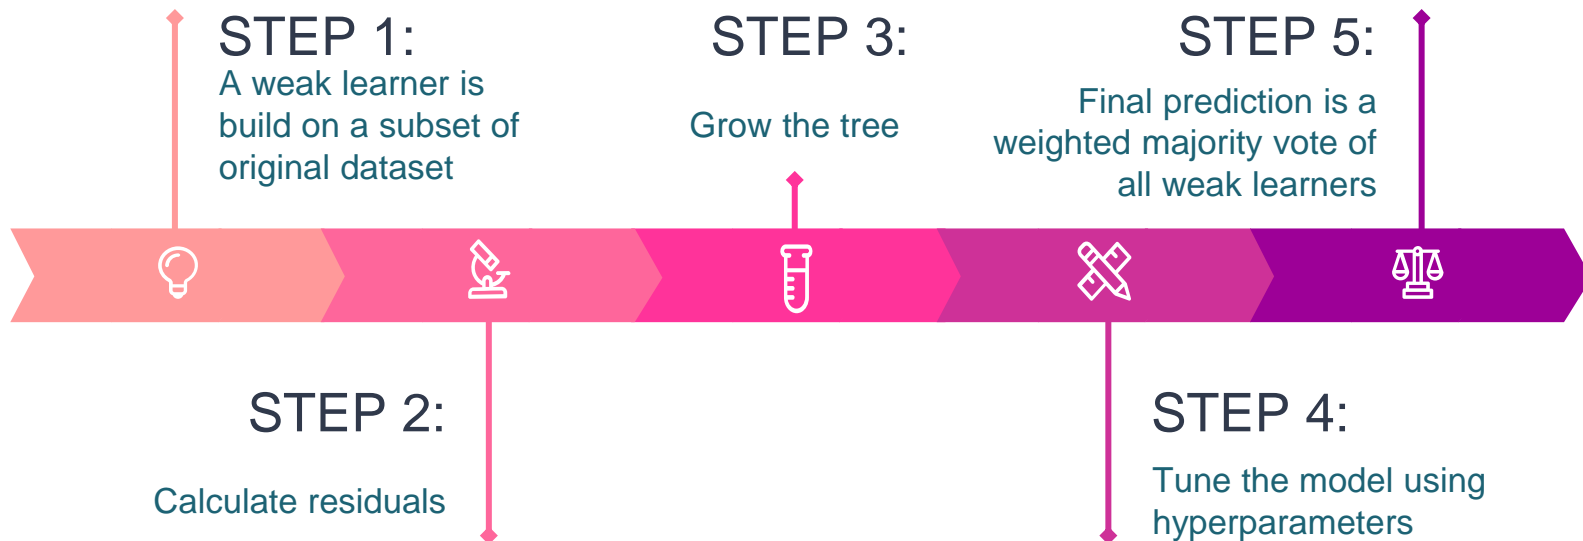 STEP 1:
A weak learner is
build on a subset of
original dataset
STEP 2:
Calculate residuals
STEP 3:
Grow the tree
STEP 4:
Tune the model using
hyperparameters
STEP 5:
Final prediction is a
weighted majority vote of
all weak learners